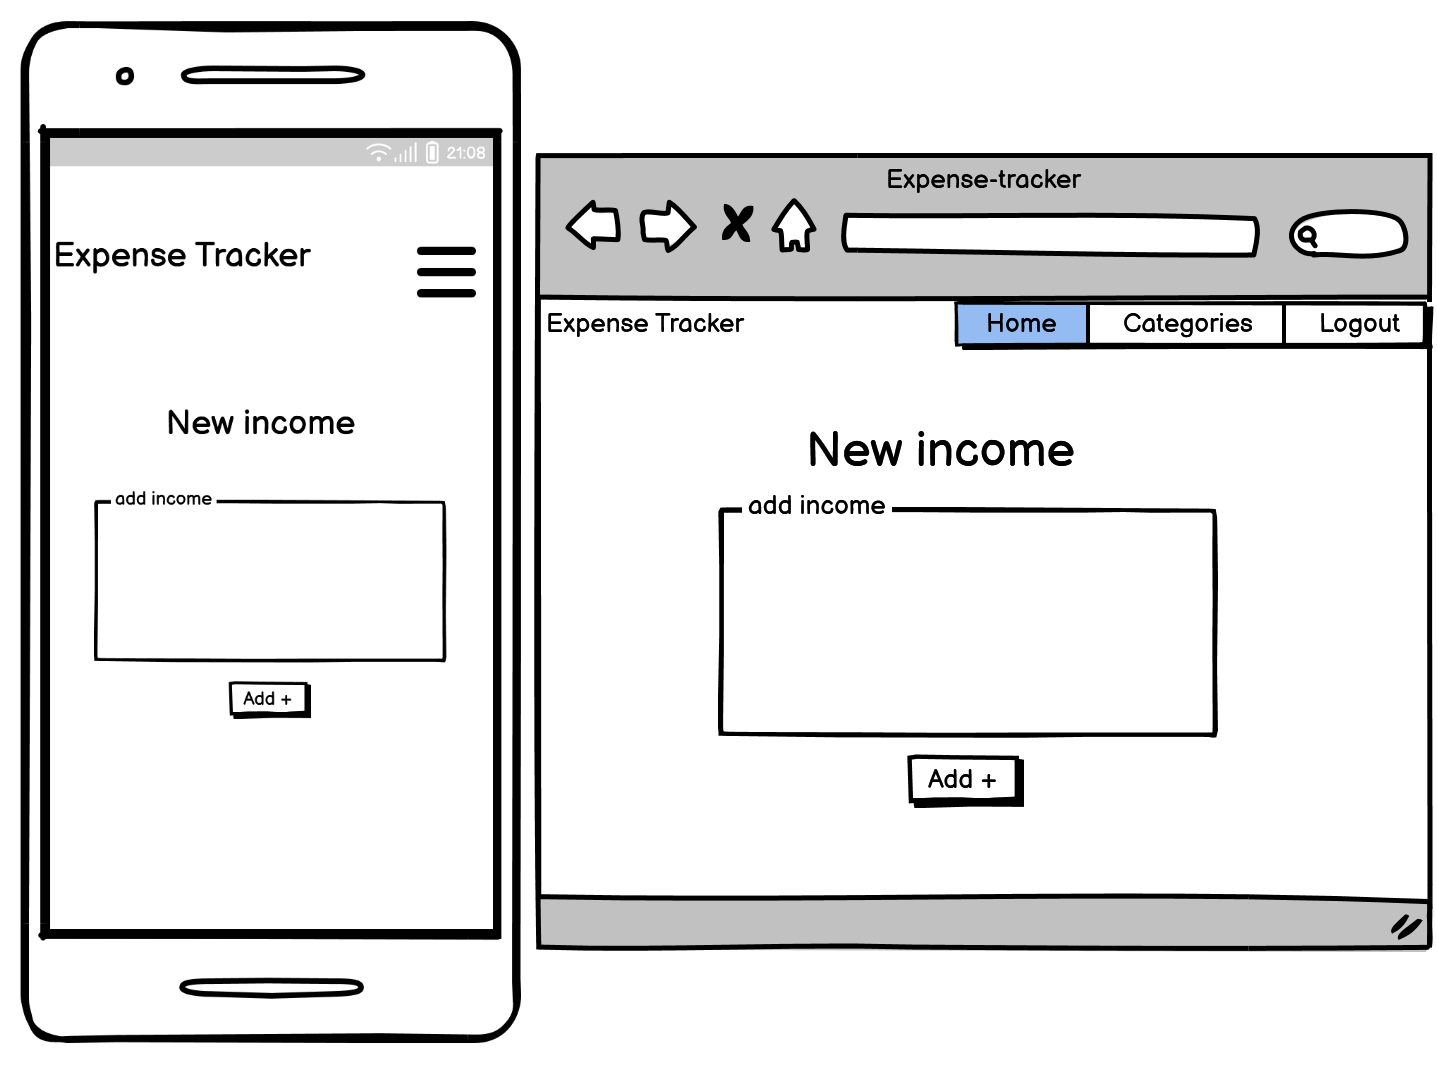 21:08
Expense Tracker
New income
add income
Add +
Expense-tracker
Expense Tracker
Home
Categories
Logout
New income
add income
Add +